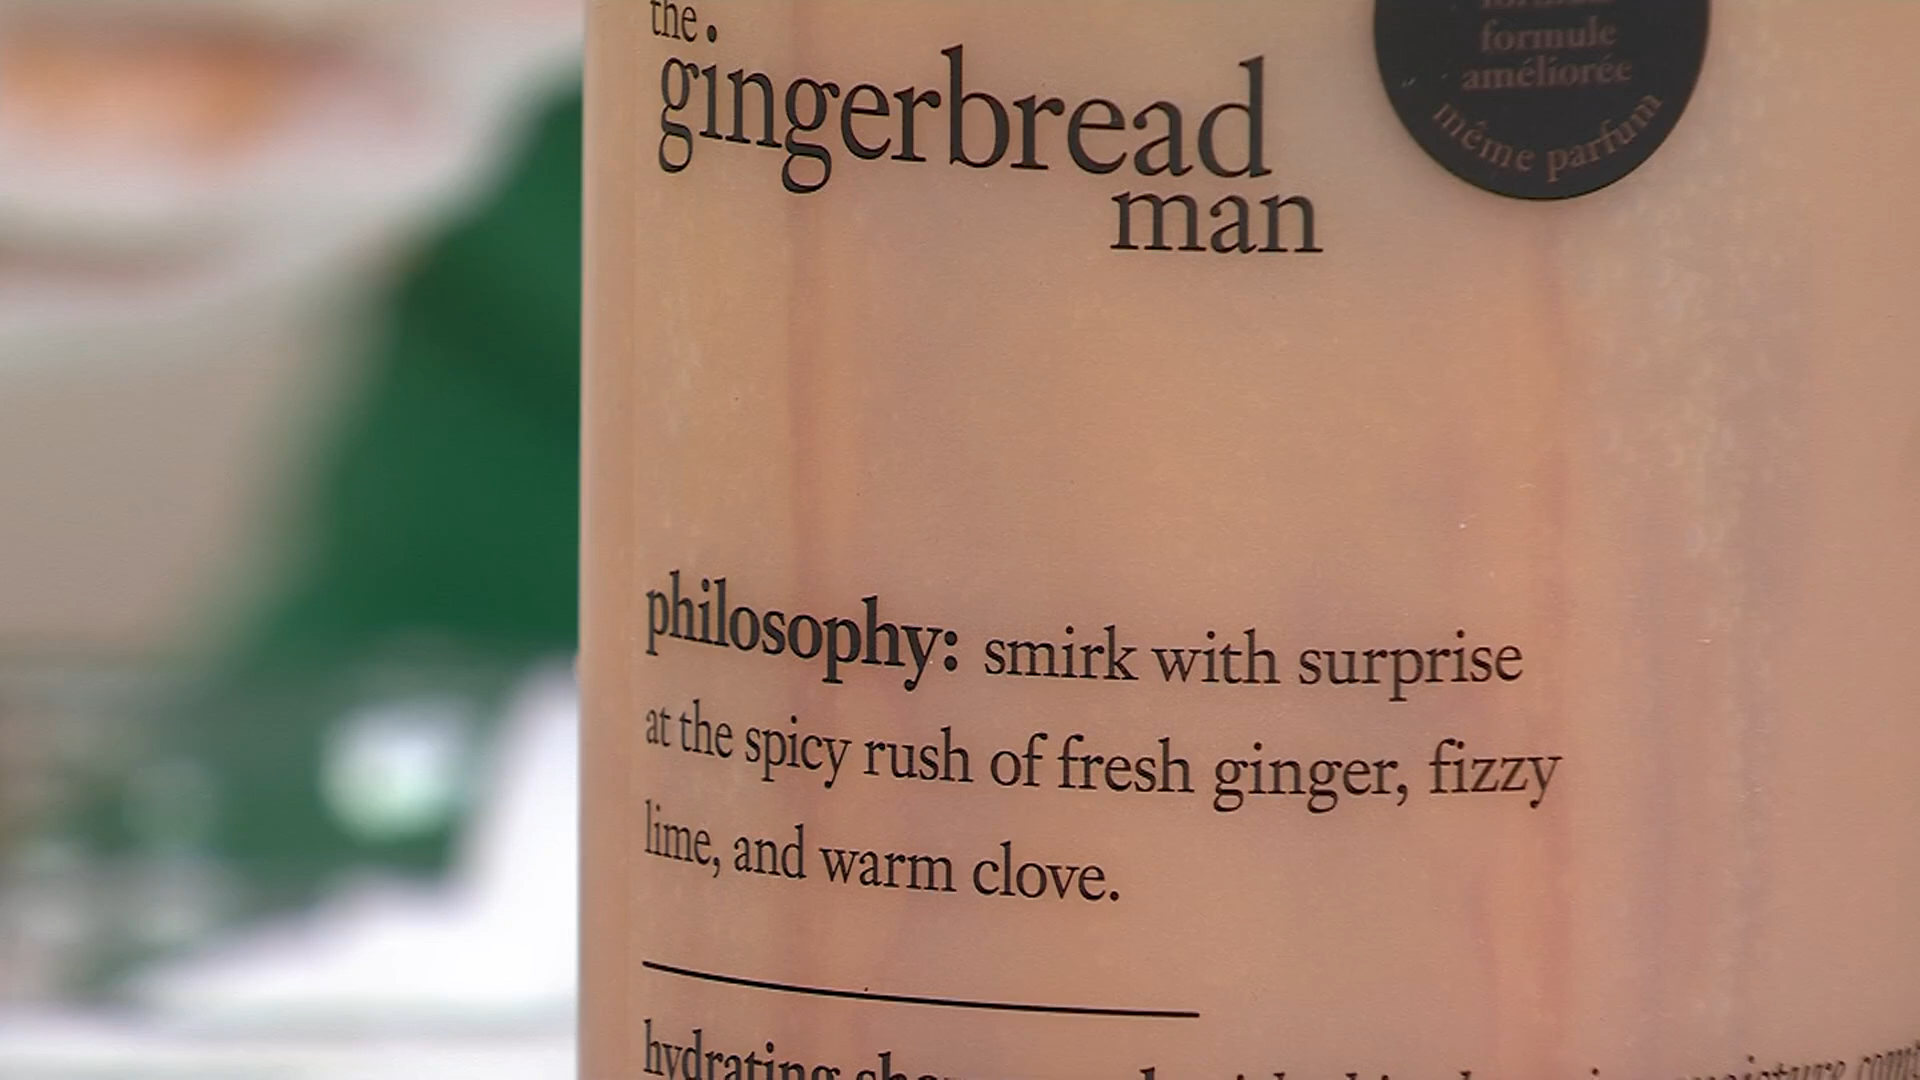 the.
gingerbread
man
formule
améliorée
même parfum
philosophy: smirk with surprise
at the spicy rush of fresh ginger, fizzy
lime, and warm clove.
hydrating